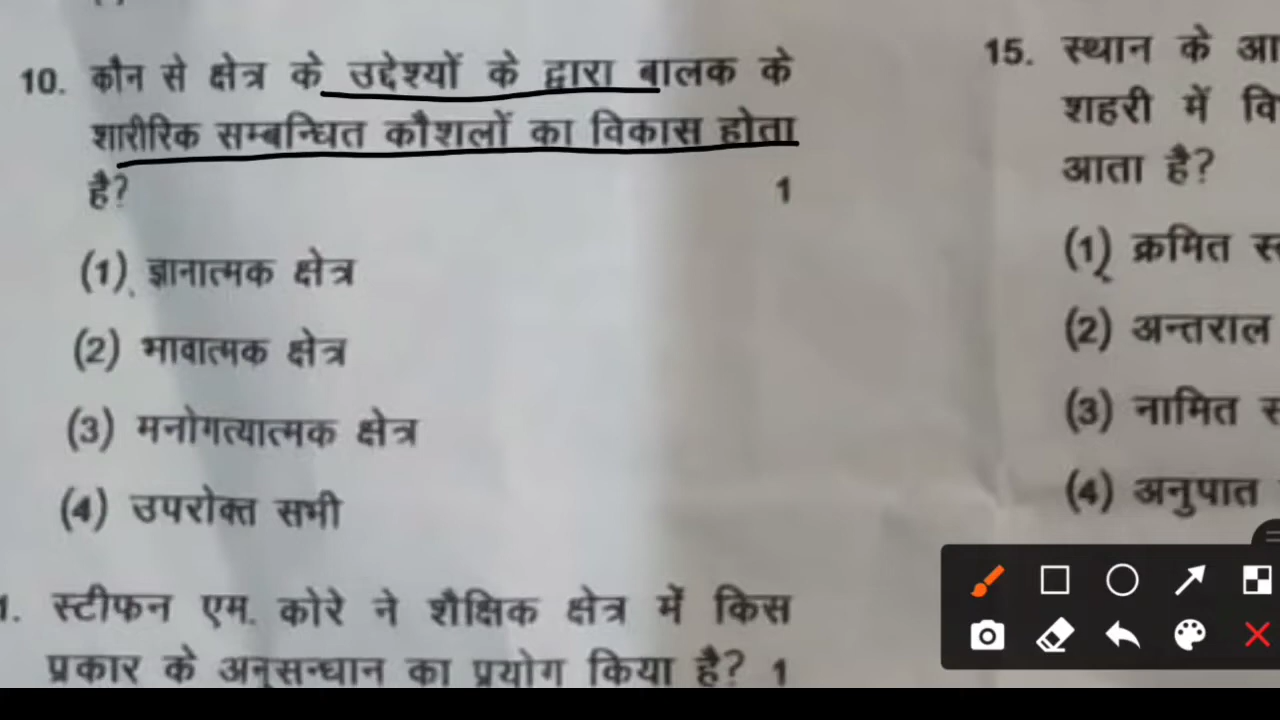 10. कौन से क्षेत्र के उद्देश्यों के द्वारा बालक के
शारीरिक सम्बन्धित कौशलों का विकास होता
है? 1
(1) ज्ञानात्मक क्षेत्र
(2) भावात्मक क्षेत्र
(3) मनोगत्यात्मक क्षेत्र
(4) उपरोक्त सभी
1. स्टीफन एम. कोरे ने शैक्षिक क्षेत्र में किस
प्रकार के अनुसन्धान का प्रयोग किया है? 1
15. स्थान के
शहरी में
आता है?
(1) क्रमित
(2) अन्तराल
(3) नामित
(4) अनुपात